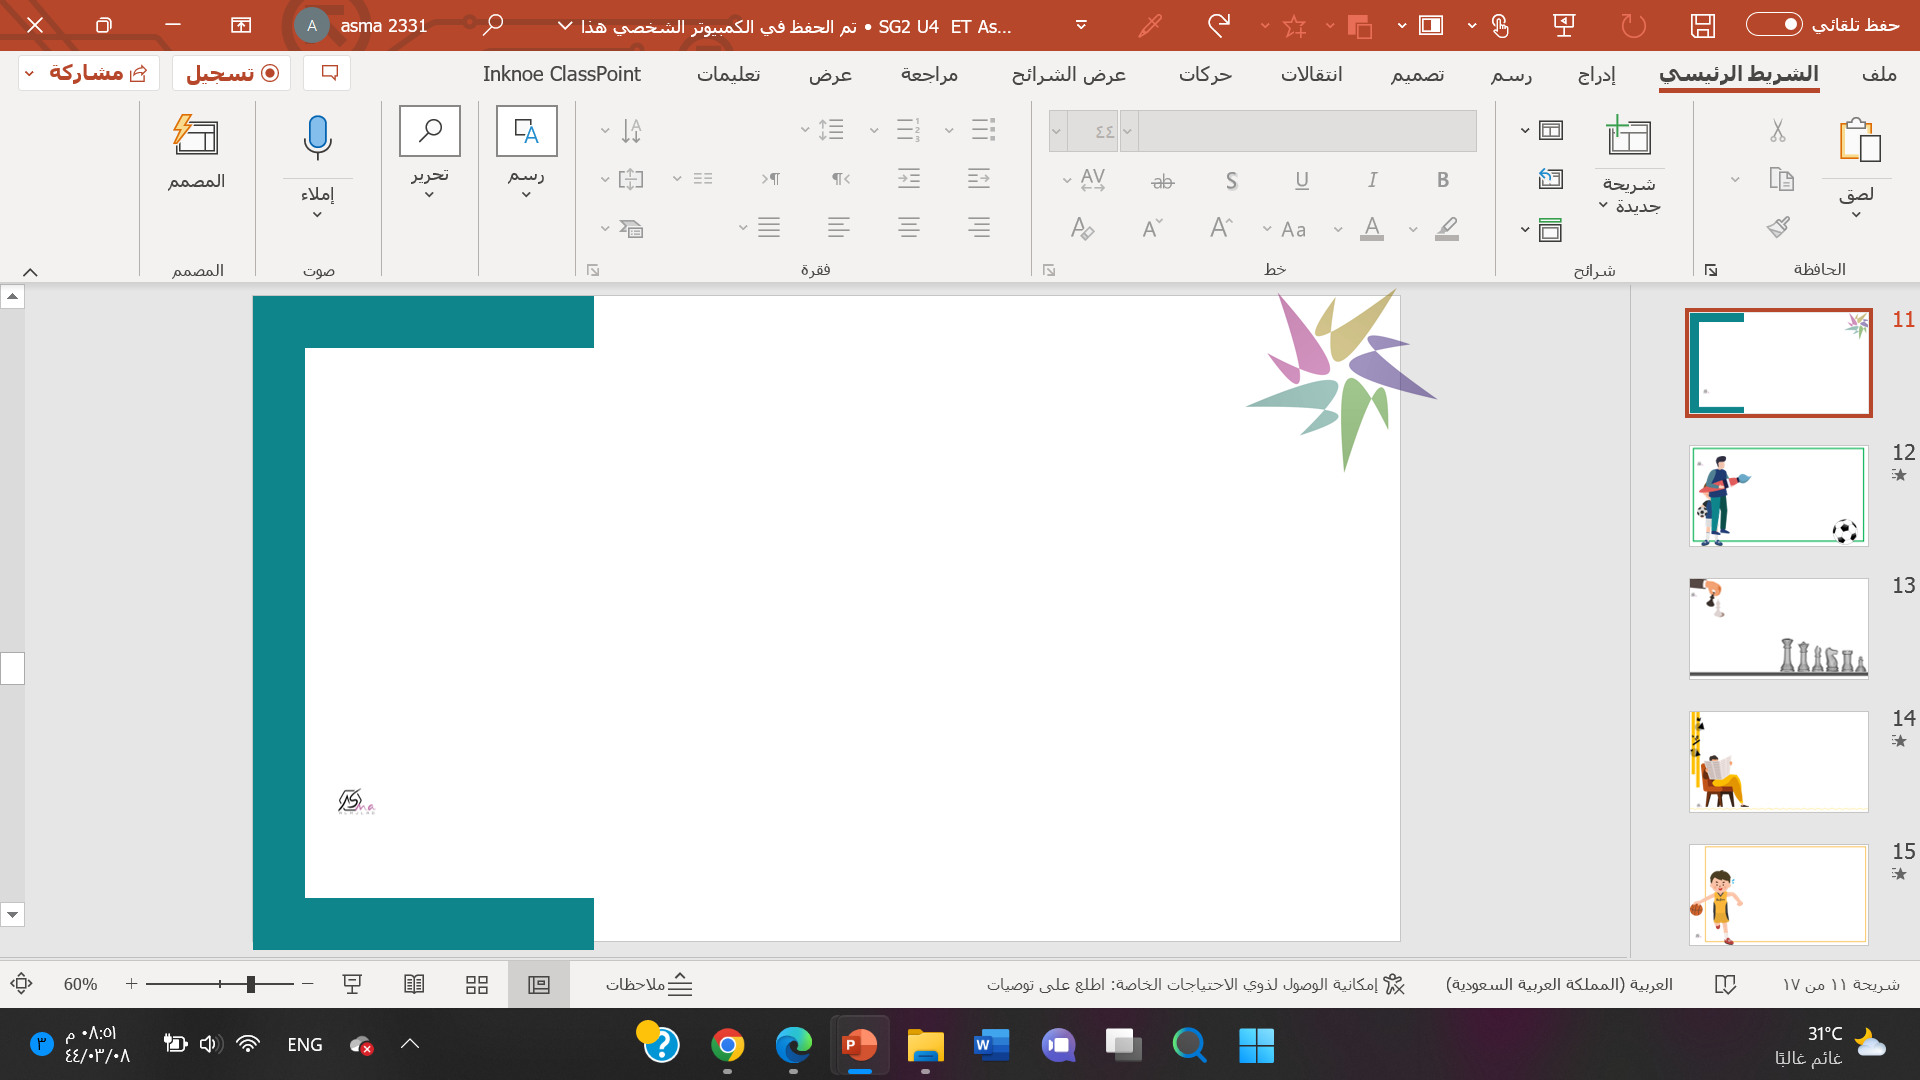 حفظ تلقائي
SG2 U4 ET As... • تم الحفظ في الكمبيوتر الشخصي هذا
asma 2331
A
ملف
الشريط الرئيسي
إدراج
رسم
تصميم
انتقالات
حركات
عرض الشرائح
مراجعة
عرض
تعليمات
Inknoe ClassPoint
تسجيل
مشاركة
لصق
الحافظة
شريحة
جديدة
شرائح
٤٤
خط
فقرة
رسم
تحرير
إملاء
صوت
المصمم
المصمم
11
12
13
14
15
شريحة ١١ من ١٧
العربية (المملكة العربية السعودية)
إمكانية الوصول لذوي الاحتياجات الخاصة: اطلع على توصيات
ملاحظات
60%
31°C
غائم غالبًا
ENG
٠٨:٥١ م
٤٤/٠٣/٠٨
٣